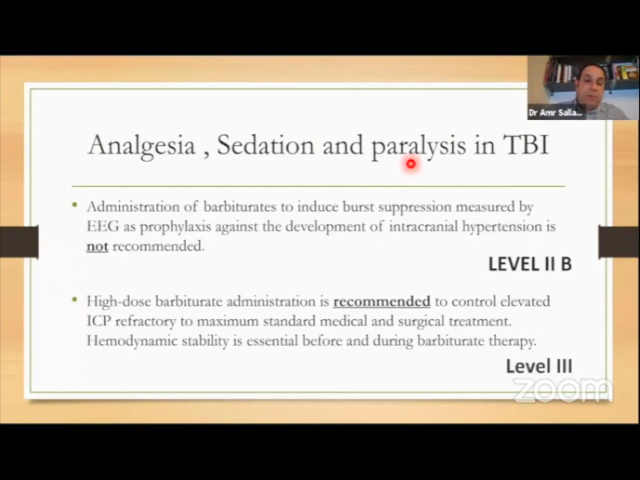 Dr Amr Salla...
Analgesia , Sedation and paralysis in TBI
• Administration of barbiturates to induce burst suppression measured by
EEG as prophylaxis against the development of intracranial hypertension is
not recommended.
LEVEL II B
• High-dose barbiturate administration is recommended to control elevated
ICP refractory to maximum standard medical and surgical treatment.
Hemodynamic stability is essential before and during barbiturate therapy.
Level III
zoom